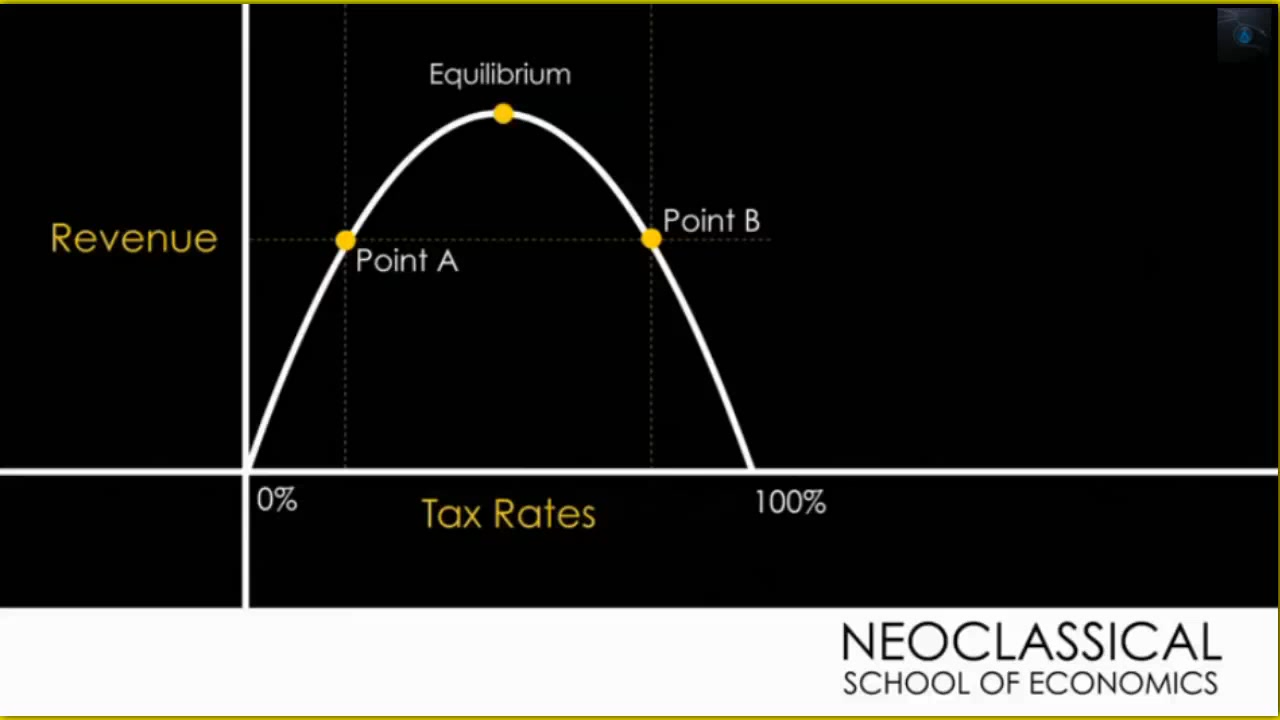 Equilibrium
Revenue
Point B
Point A
0%
100%
Tax Rates
NEOCLASSICAL
SCHOOL OF ECONOMICS